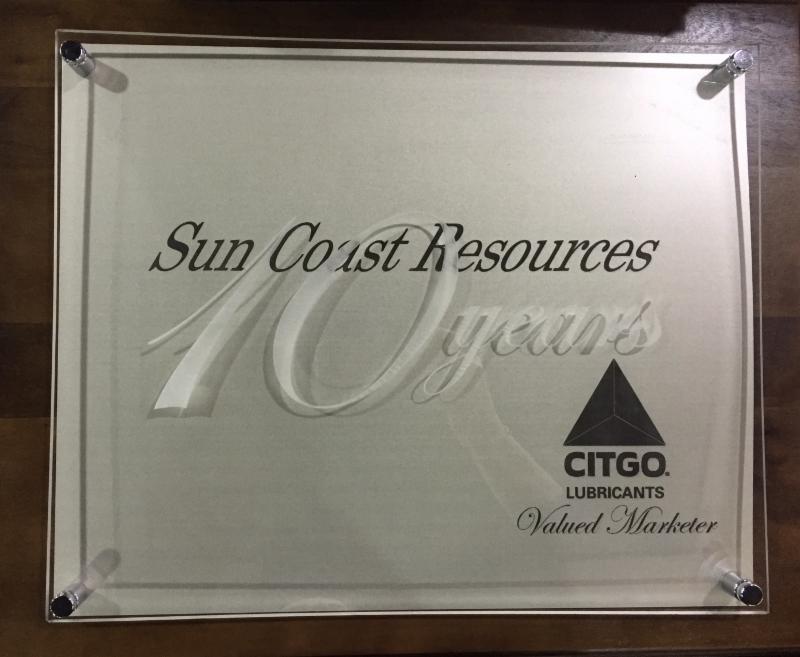 Sun Coast Resources
10 years
CITGO.
LUBRICANTS
Valued Marketer